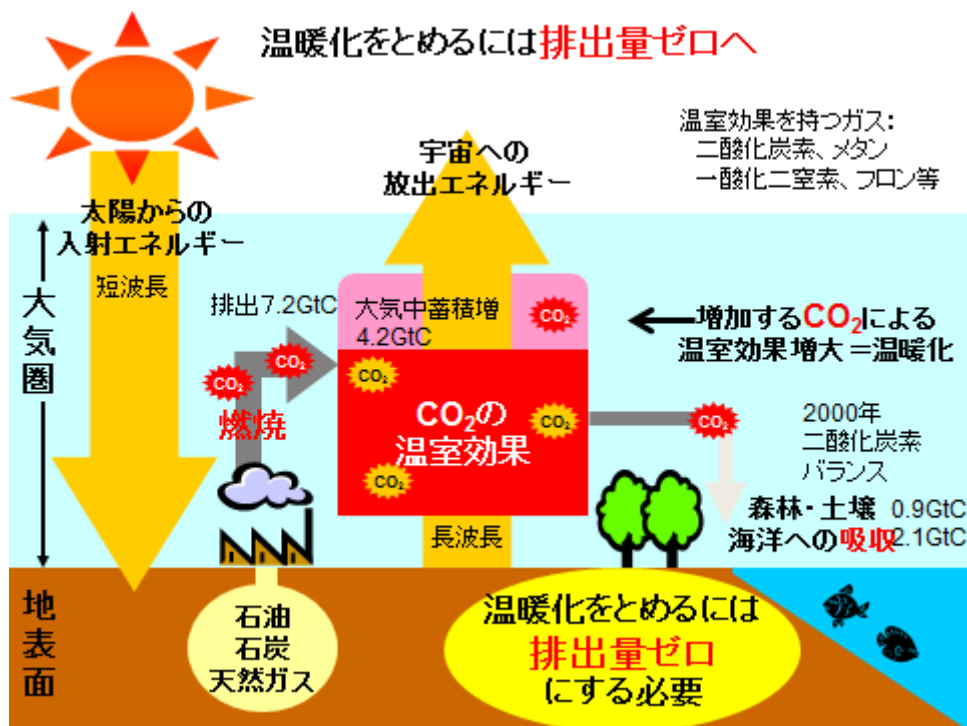 温暖化をとめるには排出量ゼロへ
温室効果を持つガス:
二酸化炭素、メタン
一酸化二窒素、フロン等
宇宙への
放出エネルギー
太陽からの
入射エネルギー
短波長
大気圏
排出7.2GtC
大気中蓄積増
4.2GtC
CO₂
←増加するCO₂による
温室効果増大=温暖化
CO₂
CO₂
CO₂
燃焼
CO₂の
温室効果
CO₂
CO₂
CO₂
2000年
二酸化炭素
バランス
森林・土壌 0.9GtC
海洋への吸収2.1GtC
長波長
地表面
石油
石炭
天然ガス
温暖化をとめるには
排出量ゼロ
にする必要